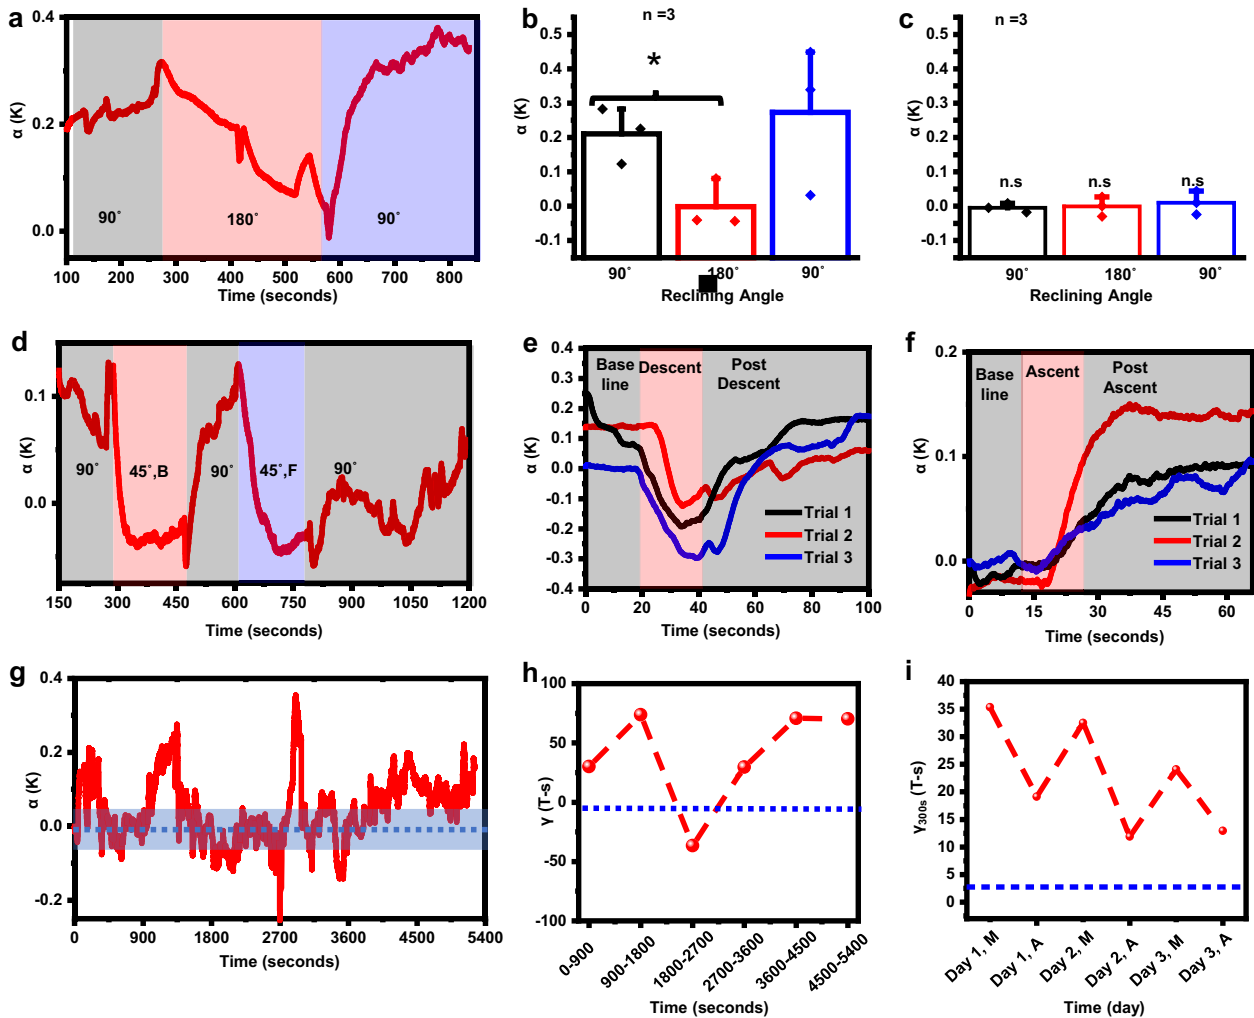 a
0.4
0.2
0.0
α (K)
90°
180°
90°
100 200 300 400 500 600 700 800
Time (seconds)
b
n =3
*
0.5
0.4
0.3
0.2
0.1
0.0
-0.1
α (K)
90° 180° 90°
Reclining Angle
c
n =3
0.5
0.4
0.3
0.2
0.1
0.0
-0.1
α (K)
n.s n.s n.s
90° 180° 90°
Reclining Angle
d
0.1
0.0
α (K)
90° 45°,B 90° 45°,F 90°
150 300 450 600 750 900 1050 1200
Time (seconds)
e
0.4
0.3
0.2
0.1
0.0
-0.1
-0.2
-0.3
-0.4
α (K)
Base
line
Descent
Post
Descent
Trial 1
Trial 2
Trial 3
0 20 40 60 80 100
Time (seconds)
f
0.2
0.1
0.0
α (K)
Base
line
Ascent
Post
Ascent
Trial 1
Trial 2
Trial 3
0 15 30 45 60
Time (seconds)
g
0.4
0.2
0.0
-0.2
α (K)
0 900 1800 2700 3600 4500 5400
Time (seconds)
h
100
50
0
-50
-100
γ (T-s)
0-900 900-1800 1800-2700 2700-3600 3600-4500 4500-5400
Time (seconds)
i
40
35
30
25
20
15
10
5
0
γ300s (T-s)
Day 1, M Day 1, A Day 2, M Day 2, A Day 3, M Day 3, A
Time (day)